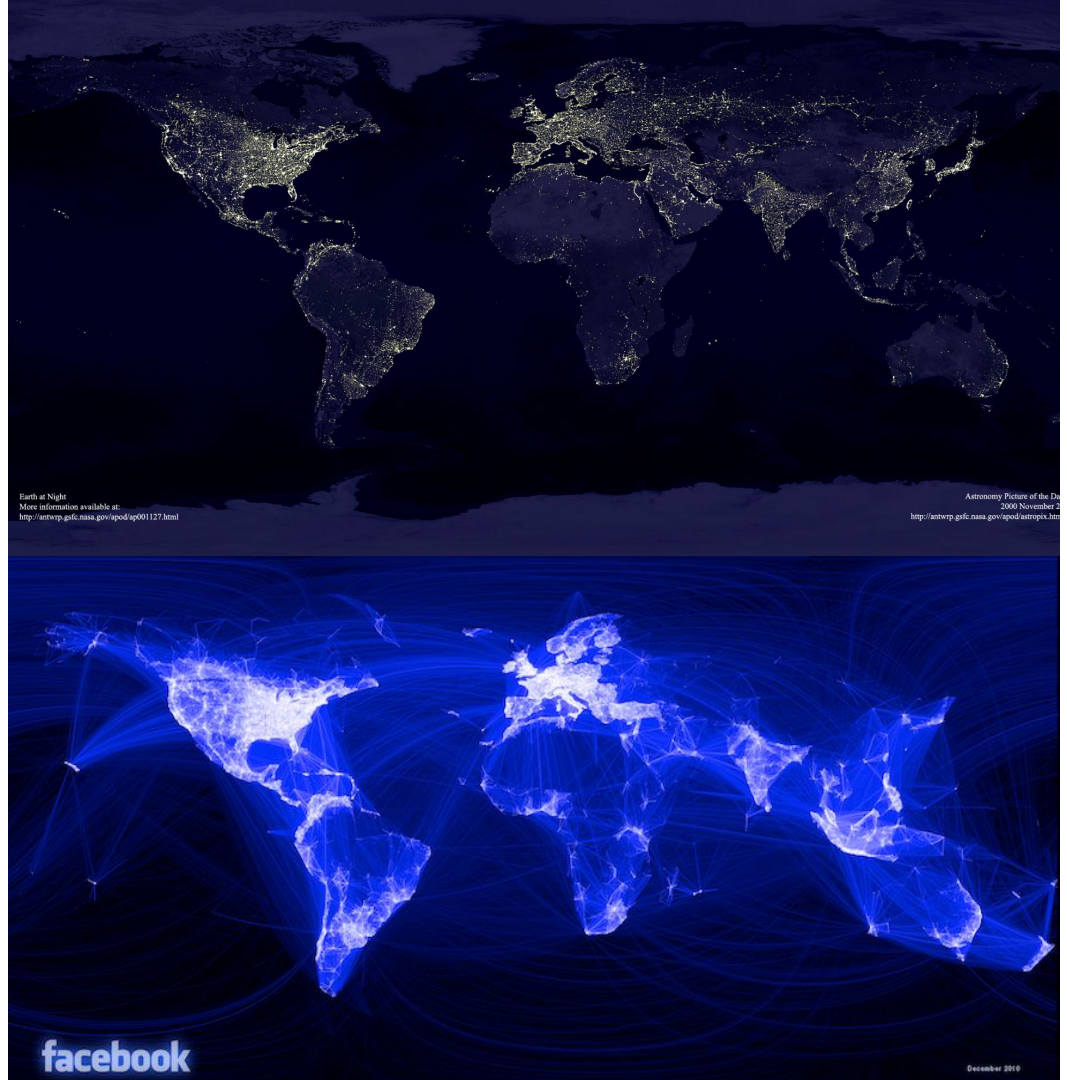 Earth at Night
More information available at:
http://antwrp.gsfc.nasa.gov/apod/ap001127.html
Astronomy Picture of the Da
2000 November 2
http://antwrp.gsfc.nasa.gov/apod/astropix.htm
facebook
December 2010